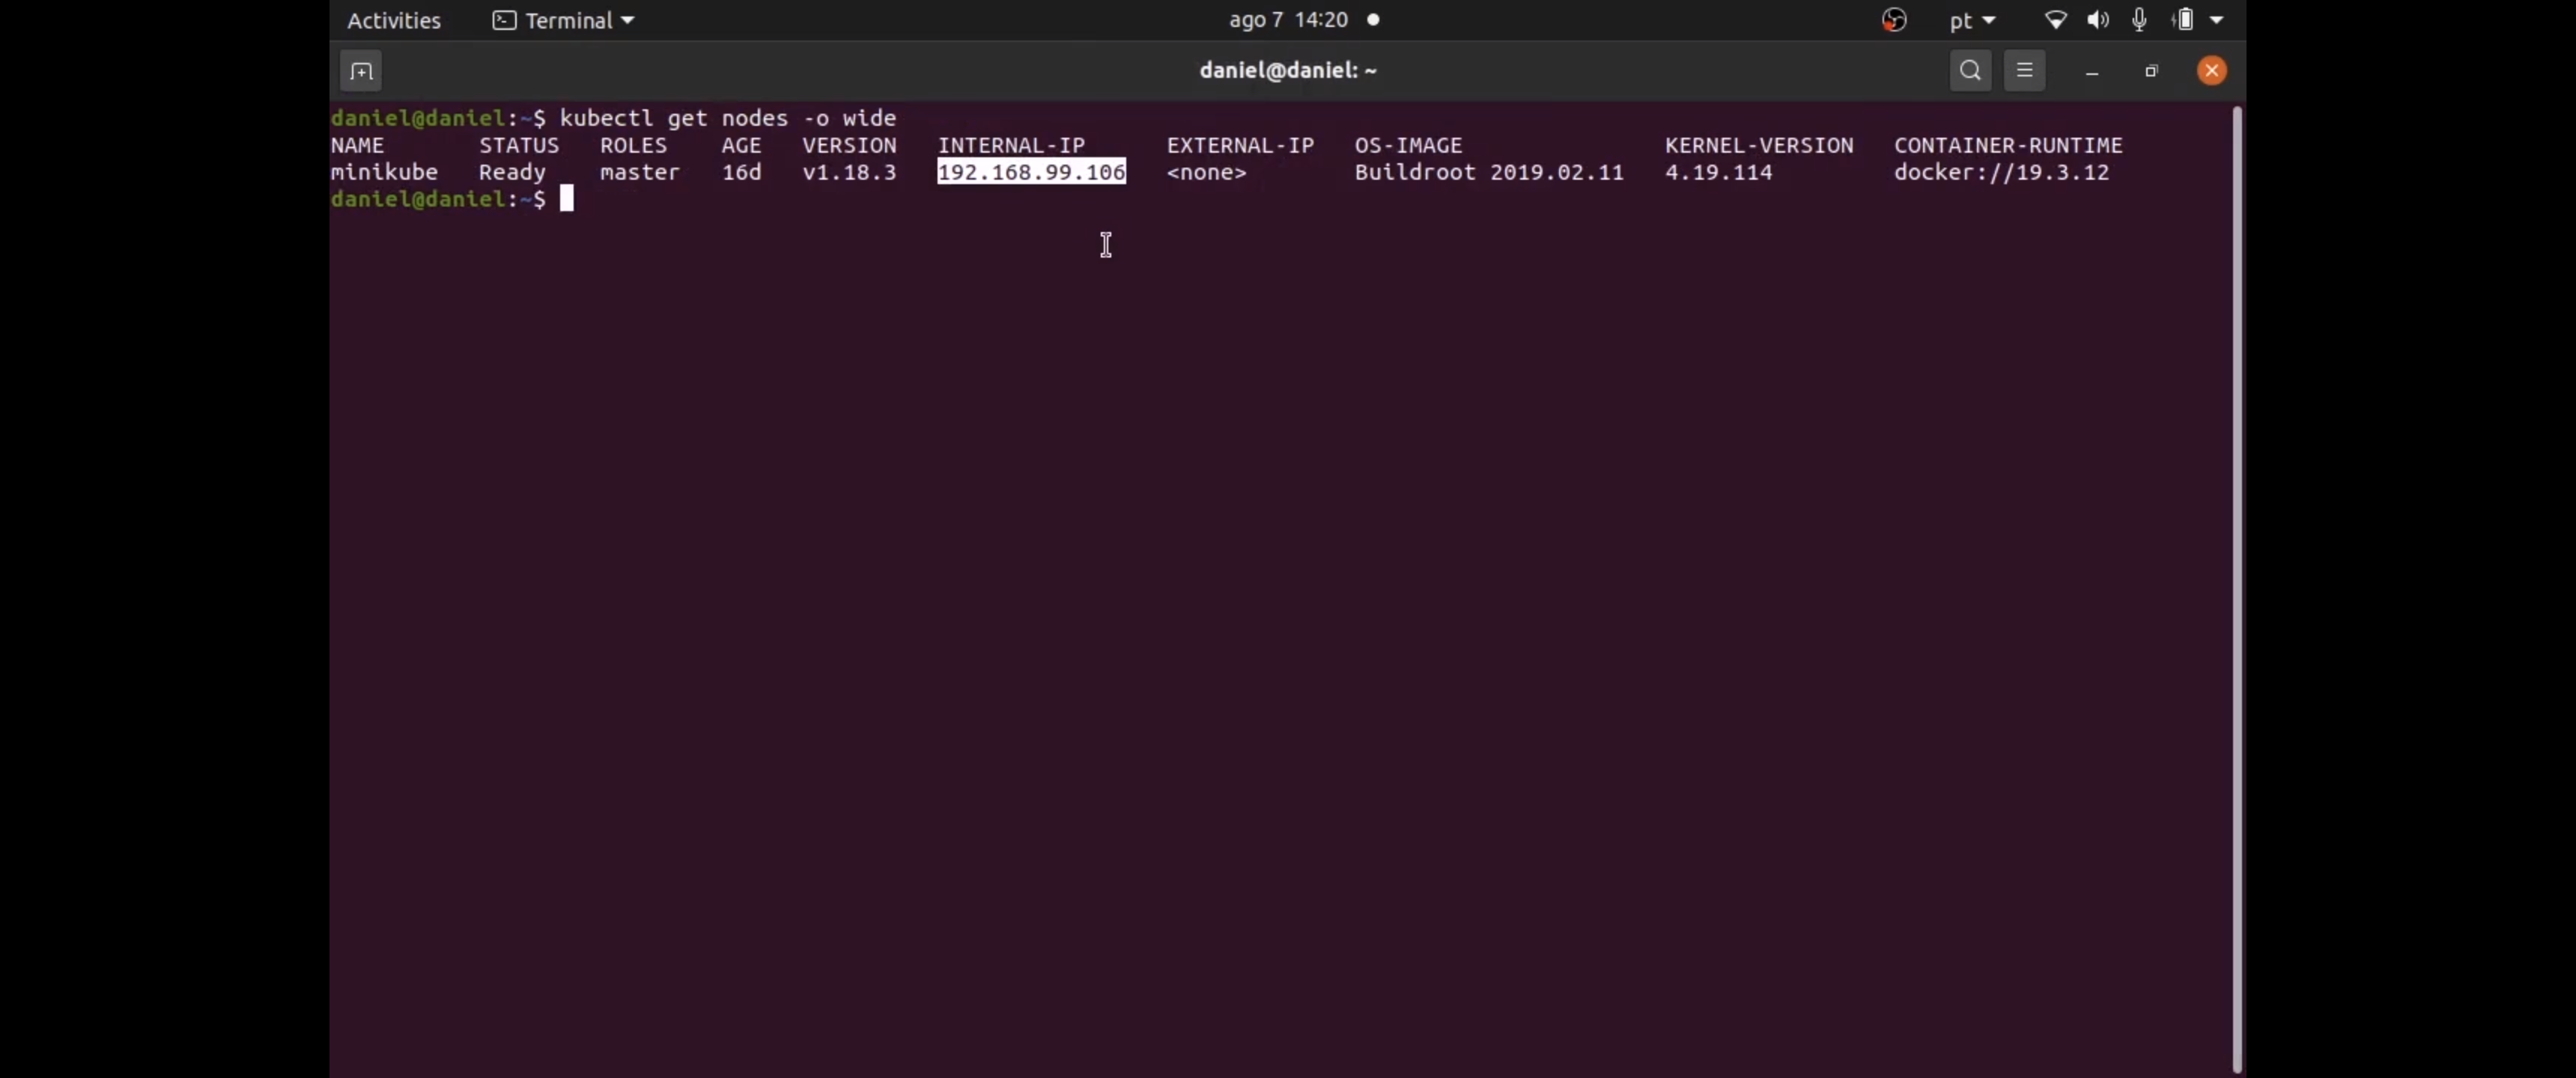 Activities Terminal ago 7 14:20 pt
daniel@daniel: ~
daniel@daniel:~$ kubectl get nodes -o wide
NAME STATUS ROLES AGE VERSION INTERNAL-IP EXTERNAL-IP OS-IMAGE KERNEL-VERSION CONTAINER-RUNTIME
minikube Ready master 16d v1.18.3 192.168.99.106 <none> Buildroot 2019.02.11 4.19.114 docker://19.3.12
daniel@daniel:~$